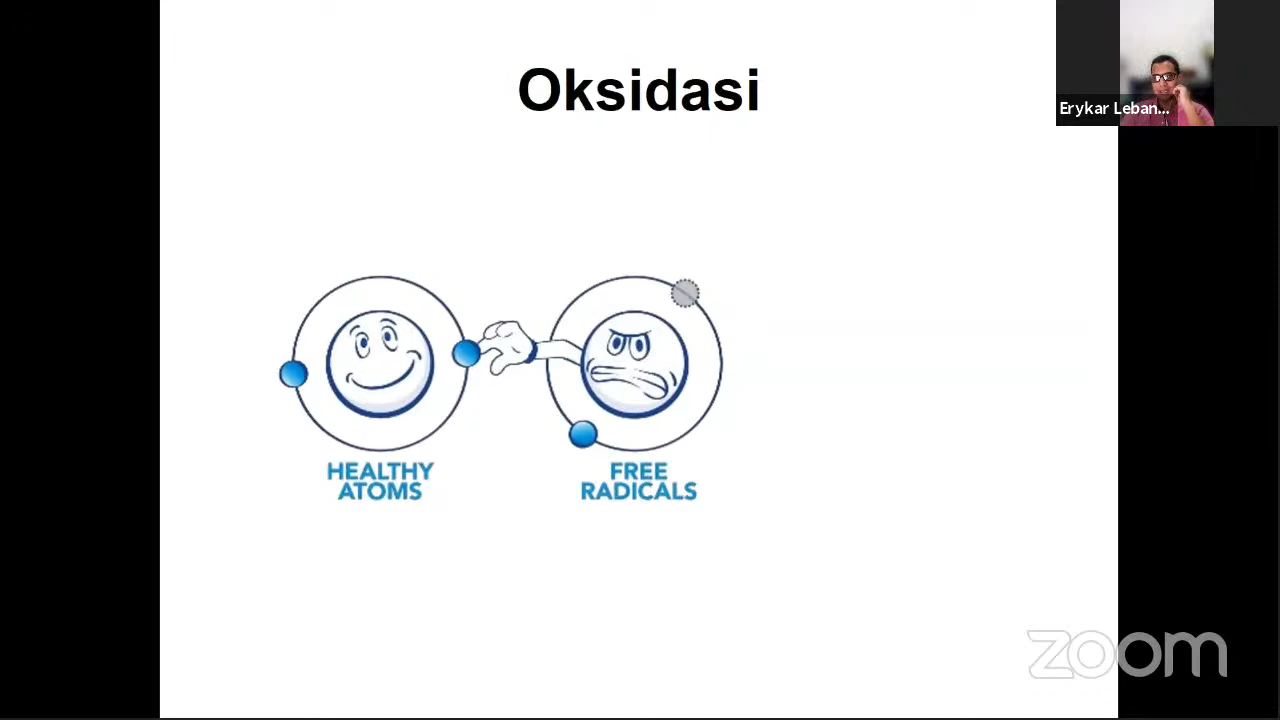 Oksidasi
Erykar Leban...
HEALTHY
ATOMS
FREE
RADICALS
zoom